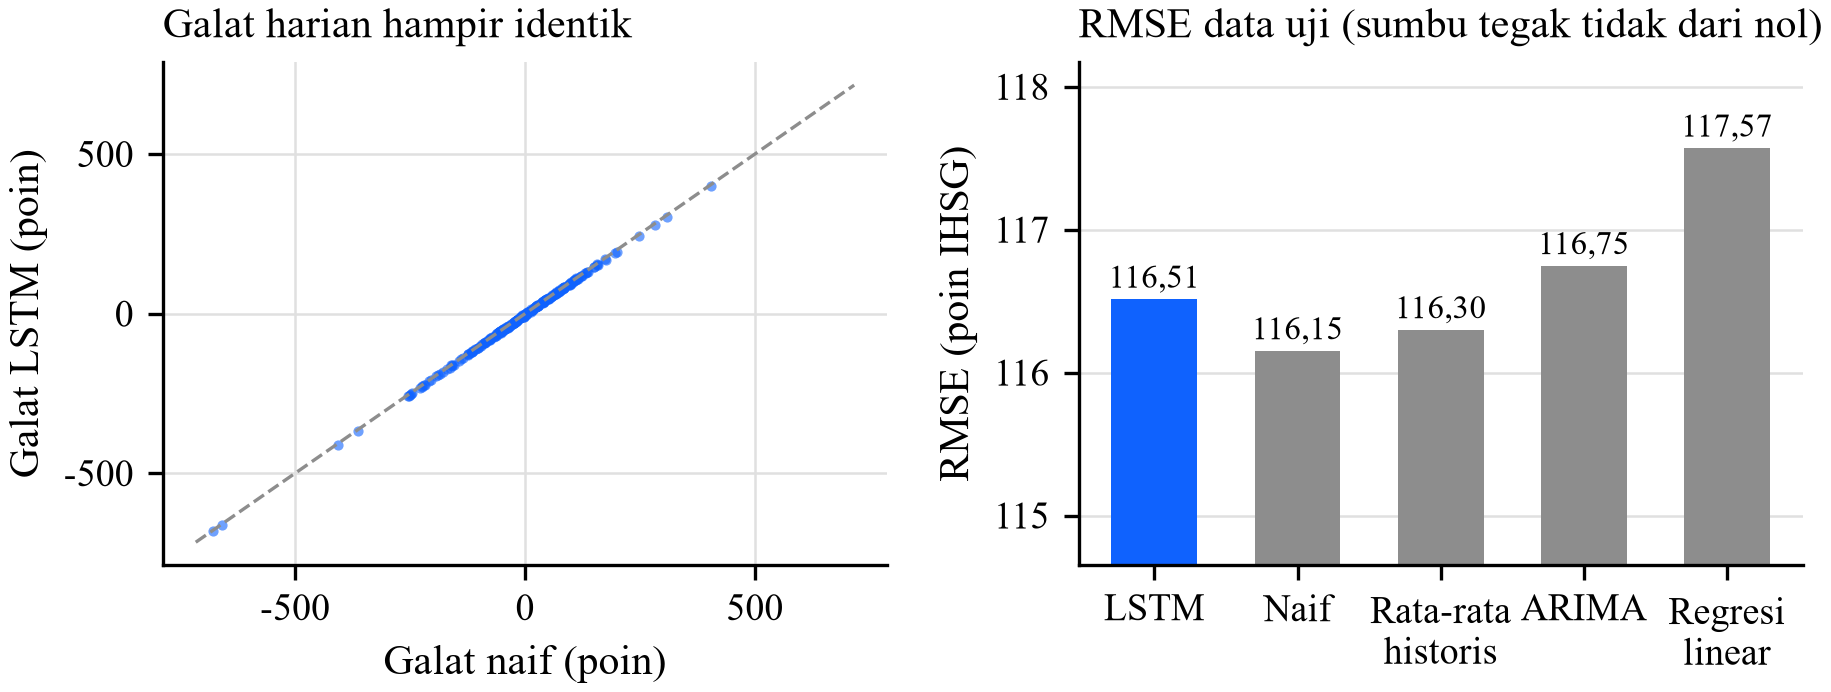 Galat harian hampir identik
Galat LSTM (poin)
500
0
-500
-500
0
500
Galat naif (poin)
RMSE data uji (sumbu tegak tidak dari nol)
RMSE (poin IHSG)
118
117
116
115
116,51
116,15
116,30
116,75
117,57
LSTM
Naif
Rata-rata
historis
ARIMA
Regresi
linear